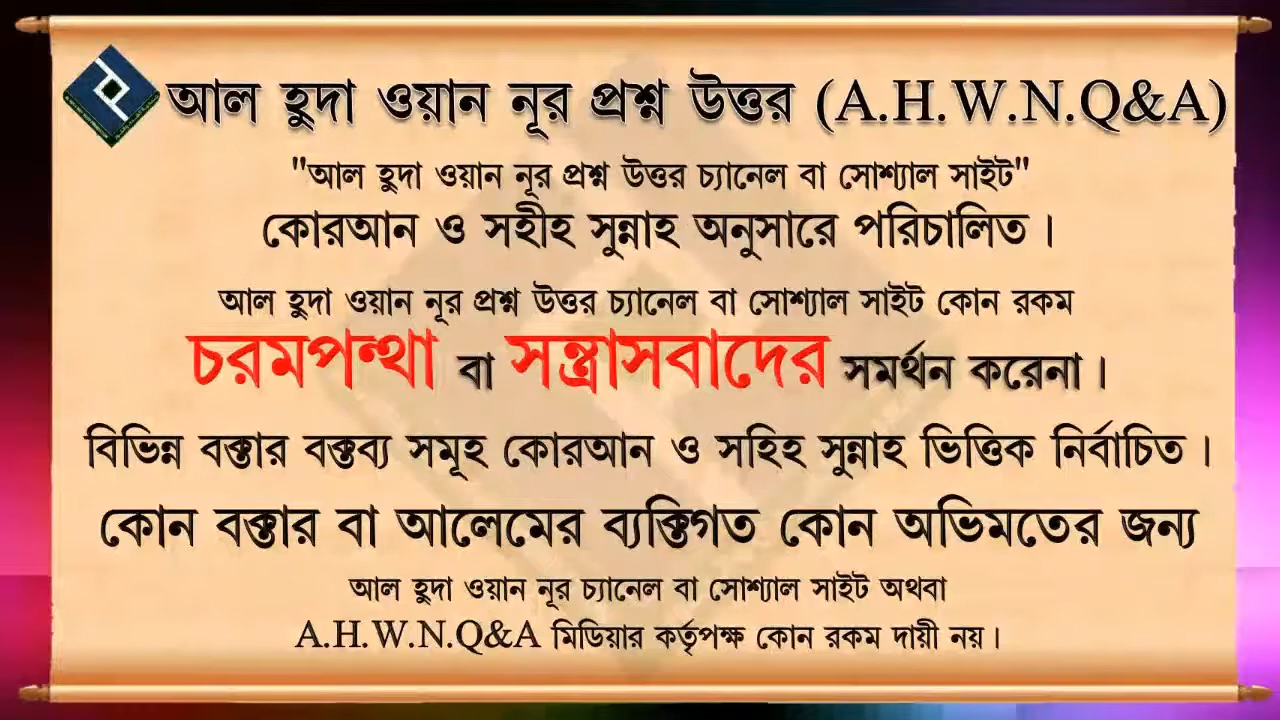 আল হুদা ওয়ান নূর প্রশ্ন উত্তর (A.H.W.N.Q&A)
"আল হুদা ওয়ান নূর প্রশ্ন উত্তর চ্যানেল বা সোশ্যাল সাইট"
কোরআন ও সহীহ সুন্নাহ অনুসারে পরিচালিত।
আল হুদা ওয়ান নূর প্রশ্ন উত্তর চ্যানেল বা সোশ্যাল সাইট কোন রকম
চরমপন্থা বা সন্ত্রাসবাদের সমর্থন করেনা।
বিভিন্ন বক্তার বক্তব্য সমূহ কোরআন ও সহিহ সুন্নাহ ভিত্তিক নির্বাচিত।
কোন বক্তার বা আলেমের ব্যক্তিগত কোন অভিমতের জন্য
আল হুদা ওয়ান নূর চ্যানেল বা সোশ্যাল সাইট অথবা
A.H.W.N.Q&A মিডিয়ার কর্তৃপক্ষ কোন রকম দায়ী নয়।